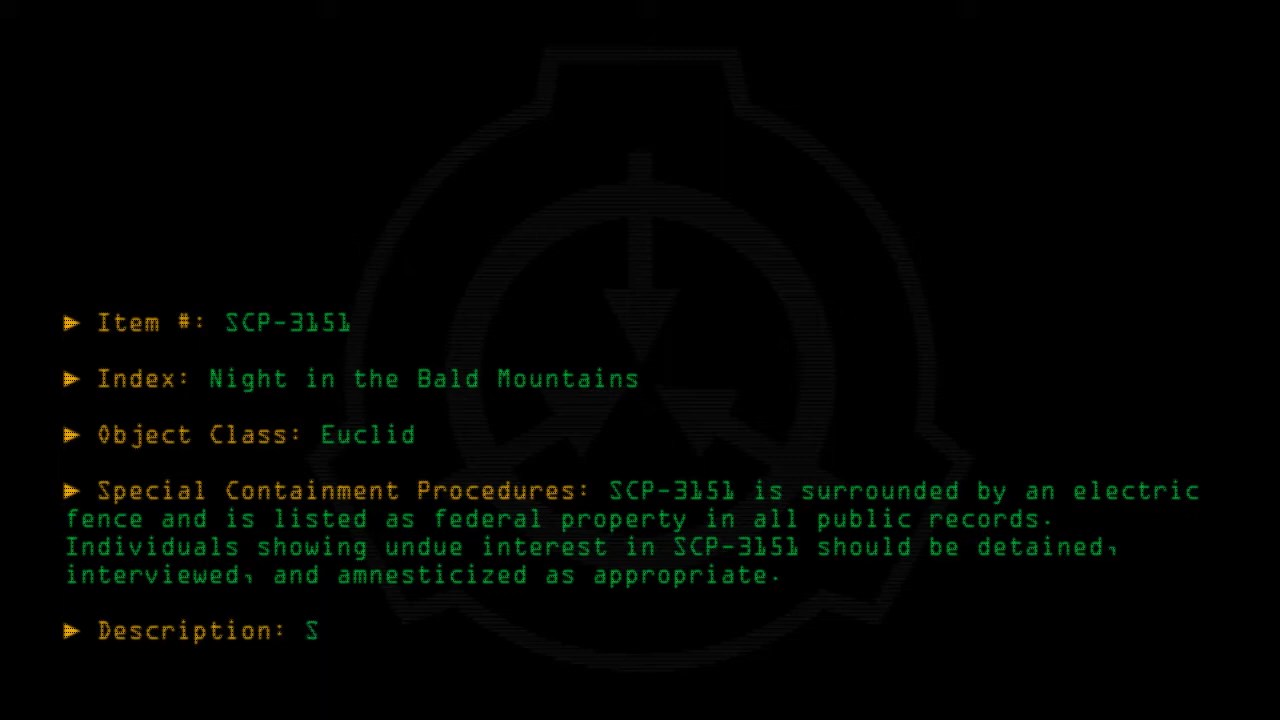 ► Item #: SCP-3151
► Index: Night in the Bald Mountains
► Object Class: Euclid
► Special Containment Procedures: SCP-3151 is surrounded by an electric
fence and is listed as federal property in all public records.
Individuals showing undue interest in SCP-3151 should be detained,
interviewed, and amnesticized as appropriate.
► Description: S